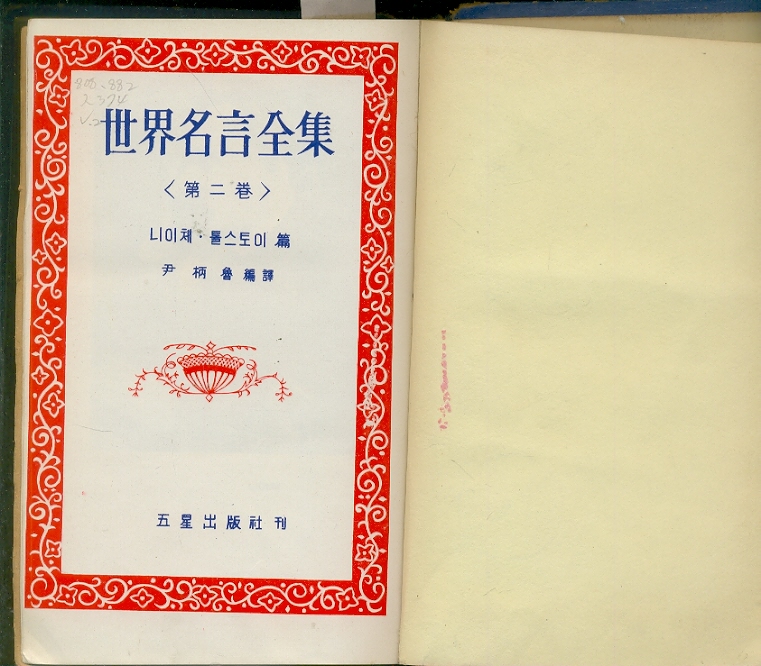 世界名言全集
〈第二巻〉
니이체·톨스토이 篇
尹柄魯 編譯
五星出版社刊